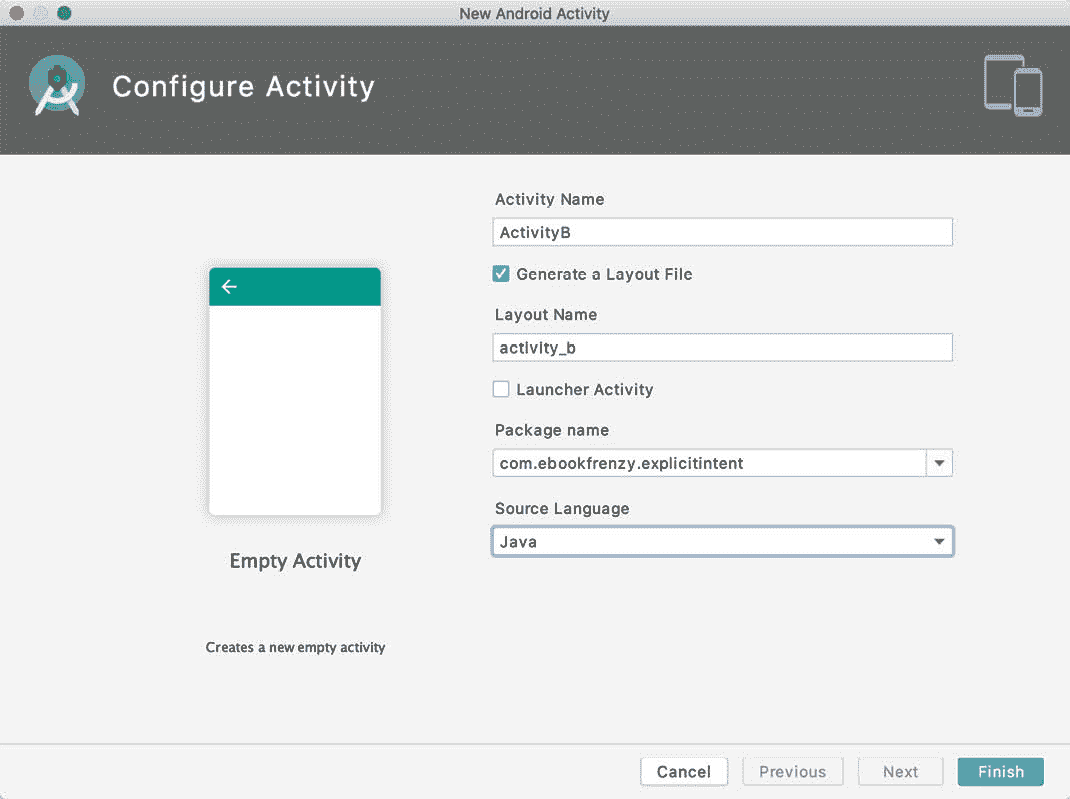 New Android Activity
Configure Activity
Activity Name
ActivityB
Generate a Layout File
Layout Name
activity_b
Launcher Activity
Package name
com.ebookfrenzy.explicitintent
Source Language
Java
Empty Activity
Creates a new empty activity
Cancel
Previous
Next
Finish